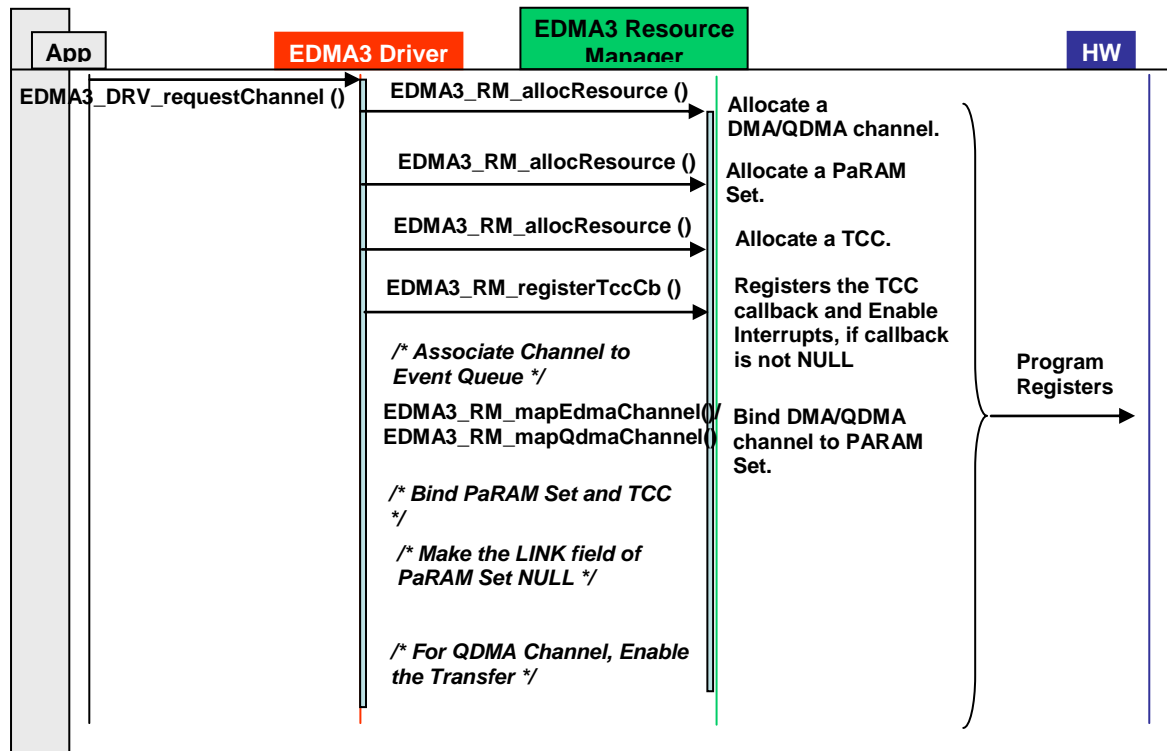 App
EDMA3 Driver
EDMA3 Resource
Manager
HW
EDMA3_DRV_requestChannel ()
EDMA3_RM_allocResource ()
Allocate a
DMA/QDMA channel.
EDMA3_RM_allocResource ()
Allocate a PaRAM
Set.
EDMA3_RM_allocResource ()
Allocate a TCC.
EDMA3_RM_registerTccCb ()
Registers the TCC
callback and Enable
Interrupts, if callback
is not NULL
/* Associate Channel to
Event Queue */
Program
Registers
EDMA3_RM_mapEdmaChannel()/
EDMA3_RM_mapQdmaChannel()
Bind DMA/QDMA
channel to PARAM
Set.
/* Bind PaRAM Set and TCC
*/
/* Make the LINK field of
PaRAM Set NULL */
/* For QDMA Channel, Enable
the Transfer */